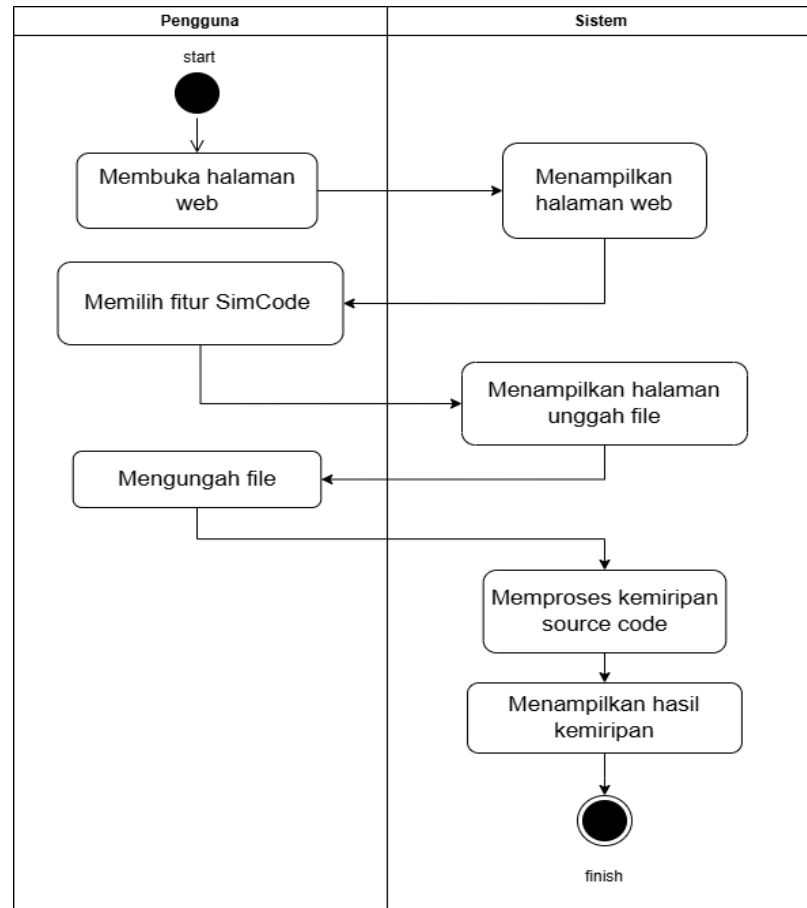 Pengguna
Sistem
start
Membuka halaman
web
Menampilkan
halaman web
Memilih fitur SimCode
Menampilkan halaman
unggah file
Mengungah file
Memproses kemiripan
source code
Menampilkan hasil
kemiripan
finish